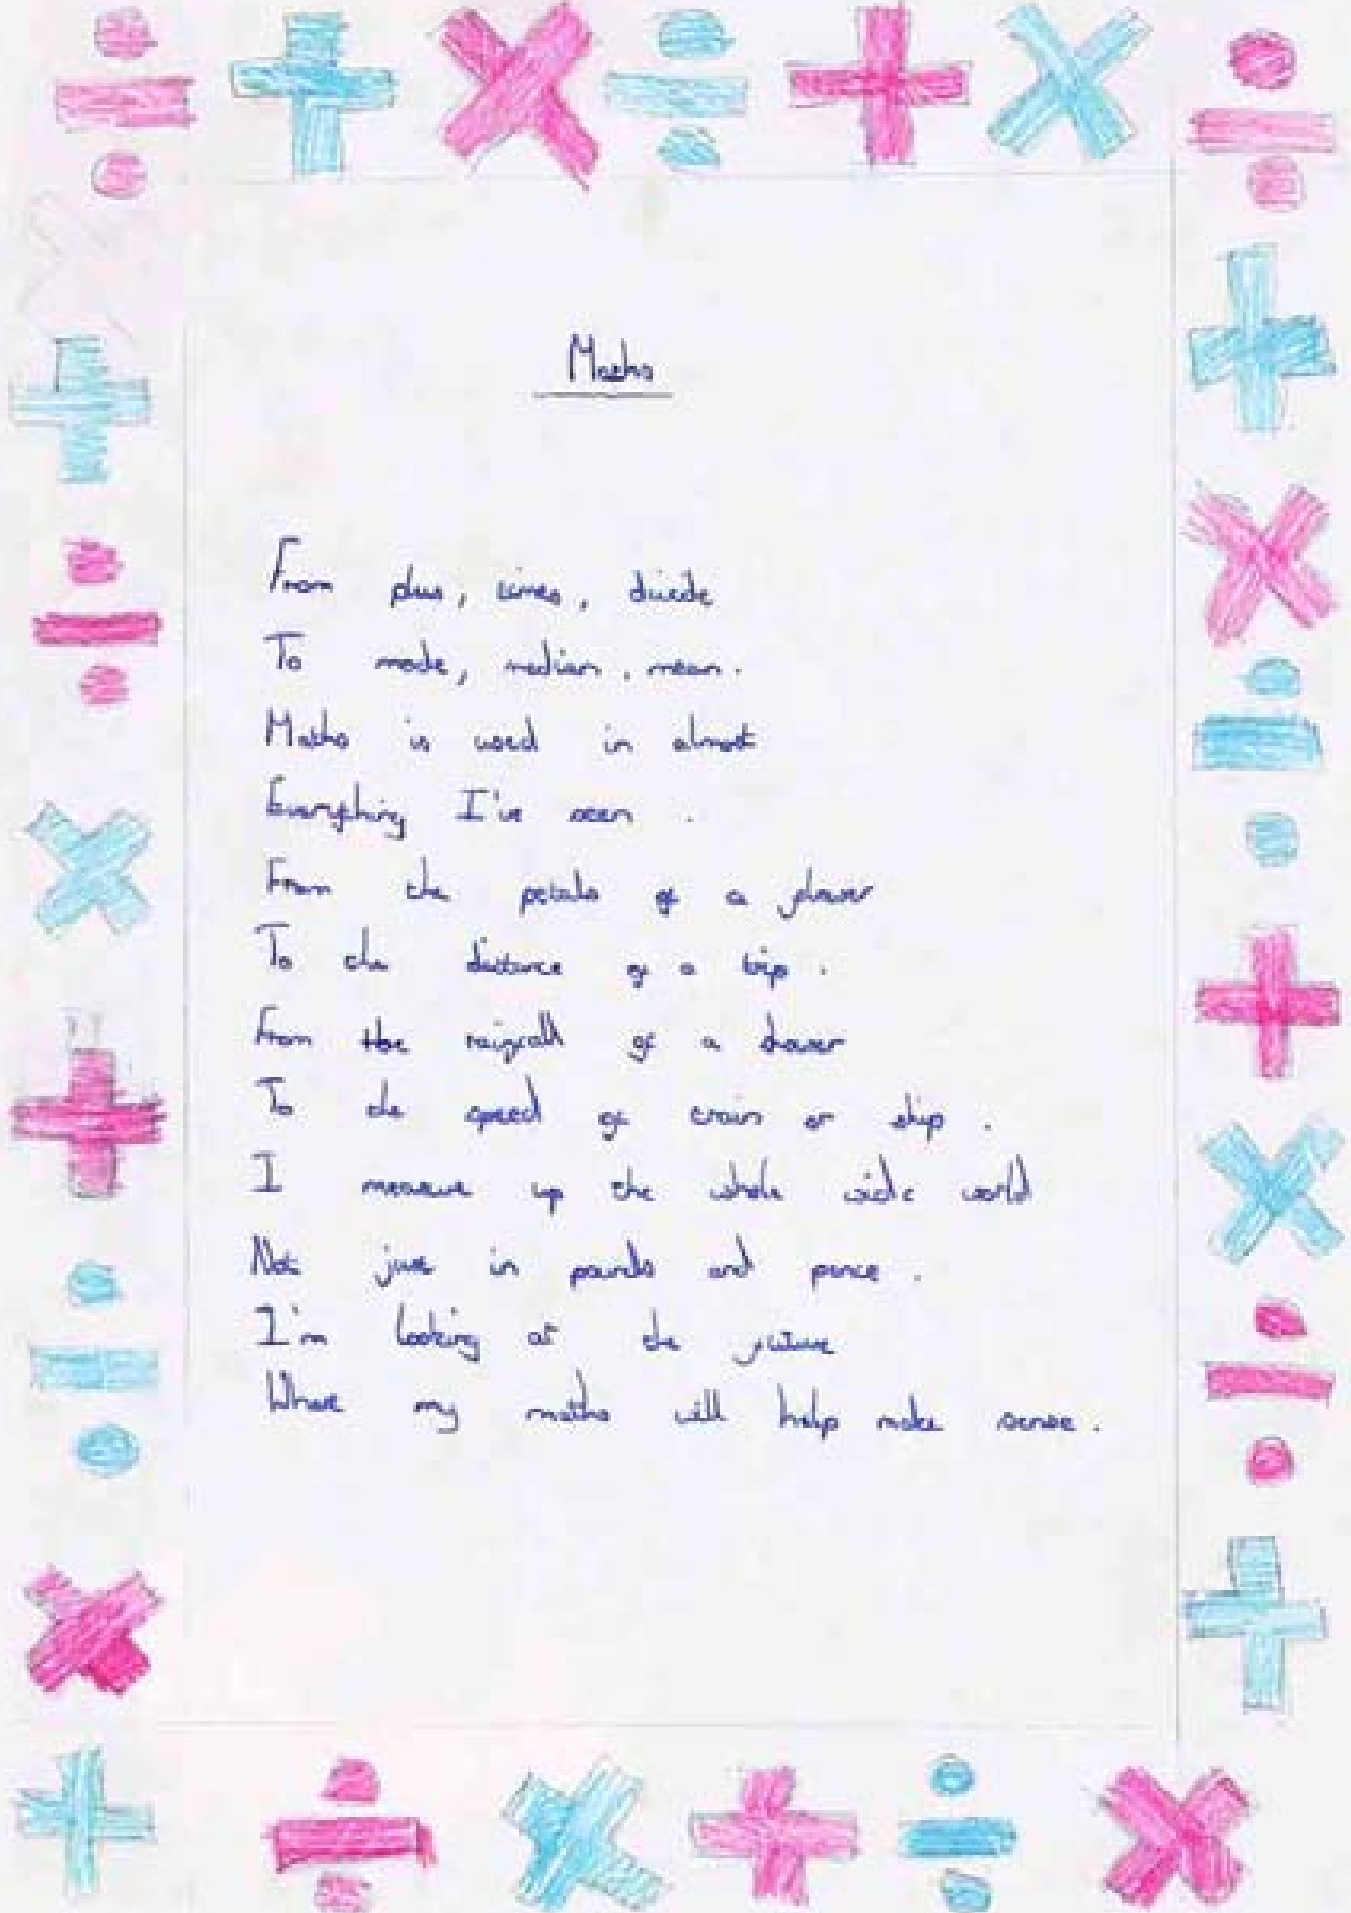 Maths
From plus, times, divide
To mode, median, mean.
Maths is used in almost
Everything I've seen.
From the petals of a flower
To the distance of a trip.
From the raigfall of a shower
To the speed of train or ship.
I measure up the whole wide world
Not just in pounds and pence.
I'm looking at the future
Where my maths will help make sense.